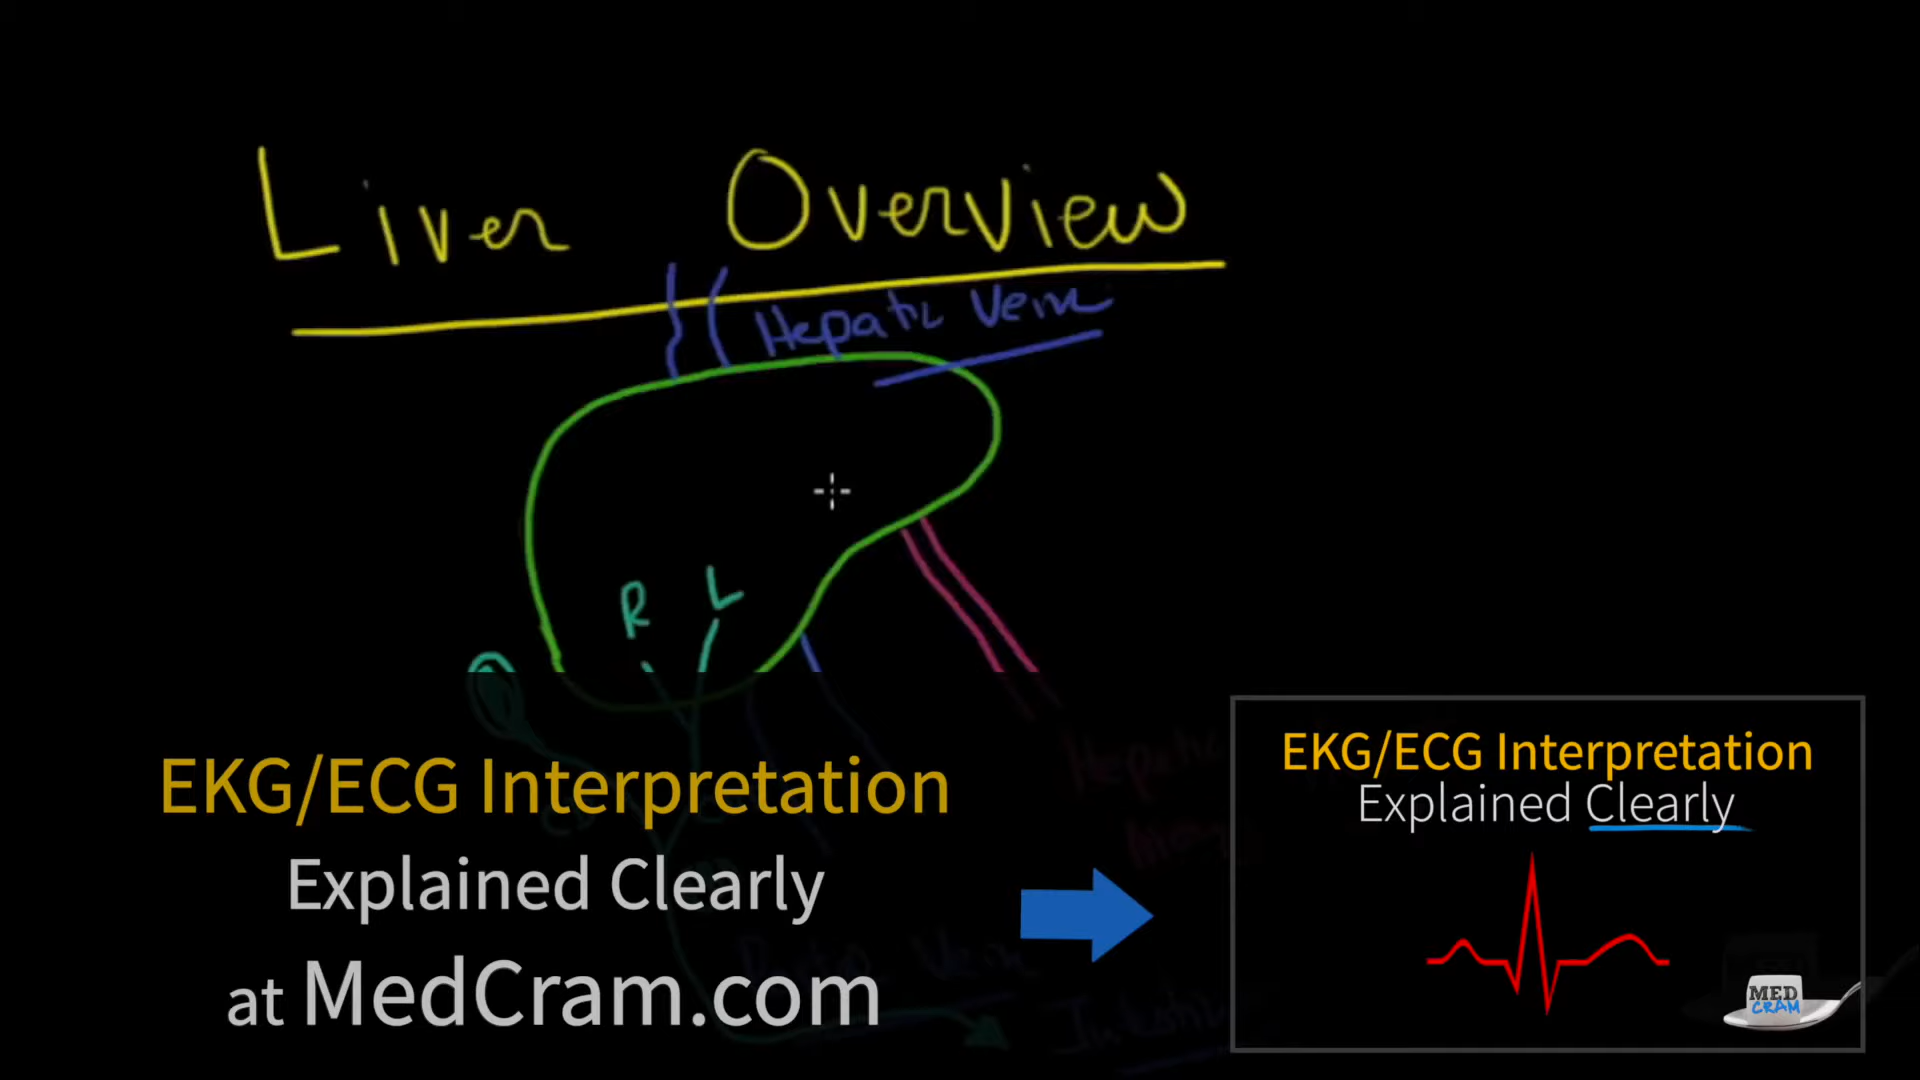 Liver Overview
Hepatic Vein
R L
Hepatic
EKG/ECG Interpretation
Explained Clearly
at MedCram.com
EKG/ECG Interpretation
Explained Clearly
MED
CRAM